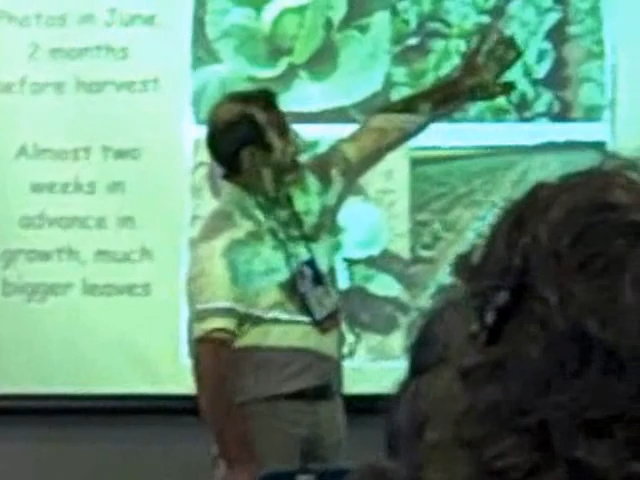 Photos in June,
2 months
before harvest
Almost two
weeks in
advance in
growth, much
bigger leaves